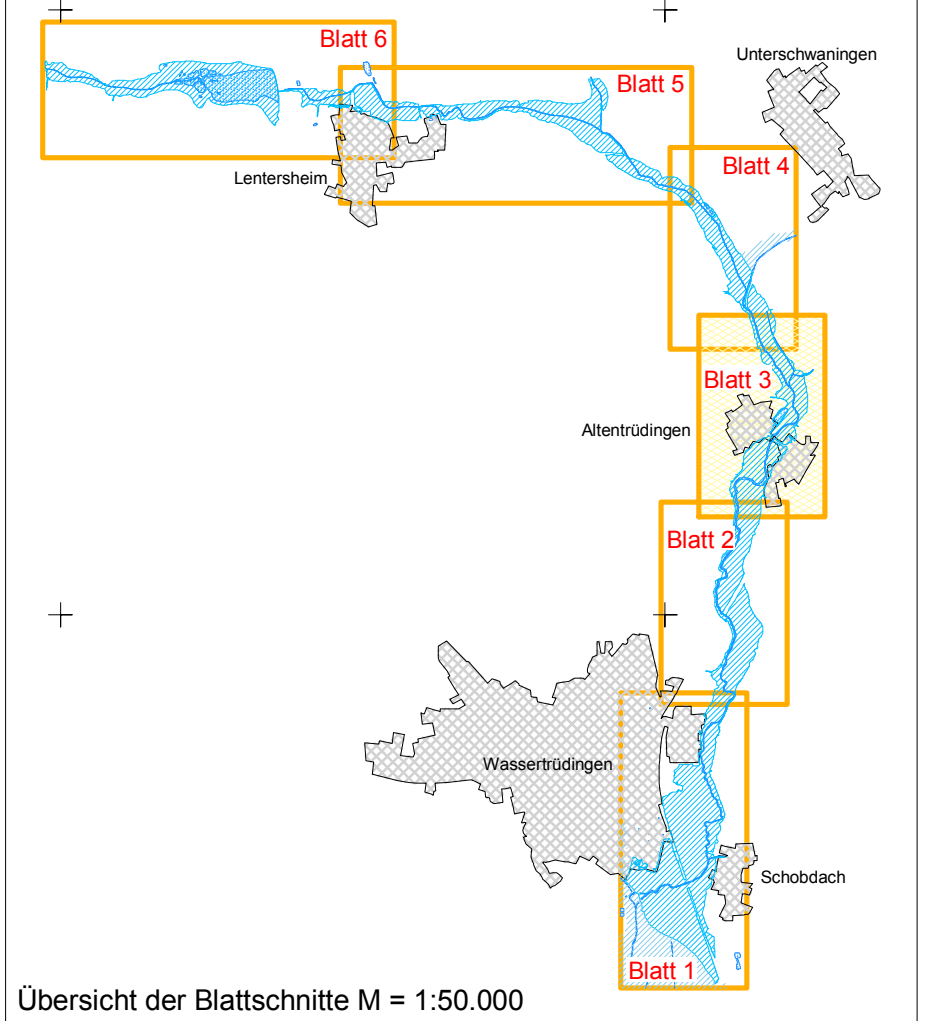 Blatt 6
Unterschwaningen
Blatt 5
Blatt 4
Lentersheim
Blatt 3
Altentrüdingen
Blatt 2
Wassertrüdingen
Schobdach
Blatt 1
Übersicht der Blattschnitte M = 1:50.000